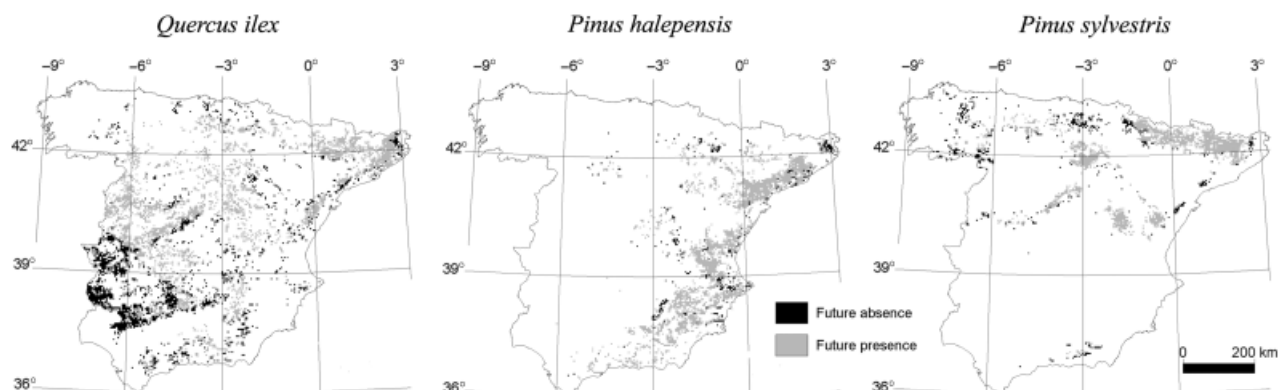 Quercus ilex
Pinus halepensis
Pinus sylvestris
−9° −6° −3° 0° 3°
−9° −6° −3° 0° 3°
−9° −6° −3° 0° 3°
42° 42° 42°
39° 39° 39°
Future absence
Future presence
0 200 km
36° 36° 36°